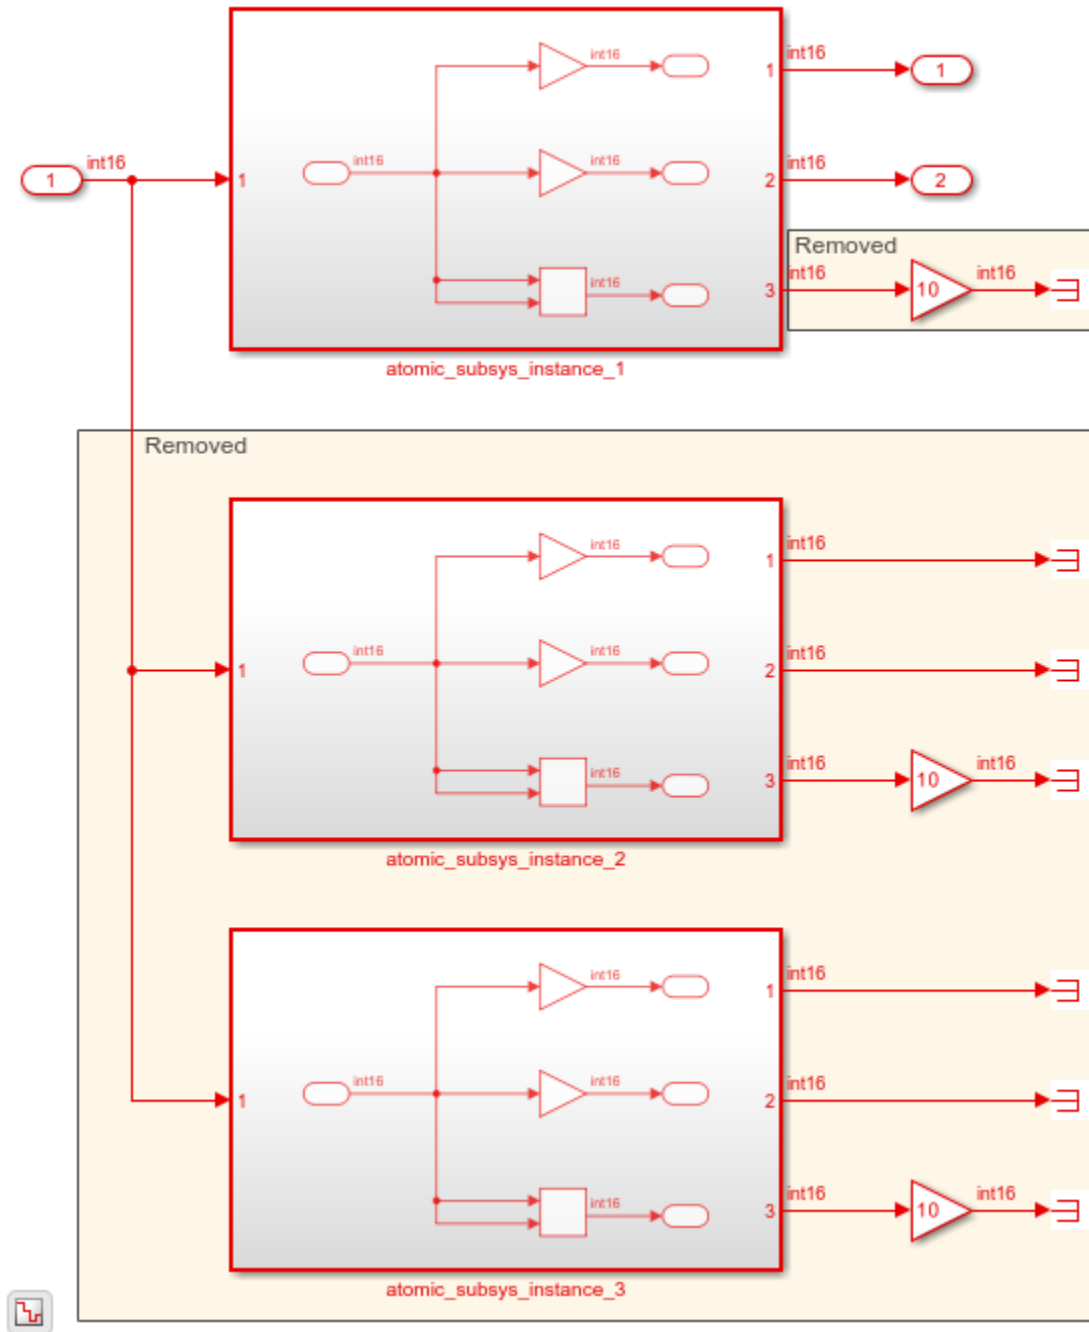 int16
int16
1
1
int16
int16
int16
int16
int16
1
1
2
2
Removed
int16
int16
int16
3
10
atomic_subsys_instance_1
Removed
int16
int16
1
int16
int16
int16
1
2
int16
int16
int16
3
10
atomic_subsys_instance_2
int16
int16
1
int16
int16
int16
1
2
int16
int16
int16
3
10
atomic_subsys_instance_3